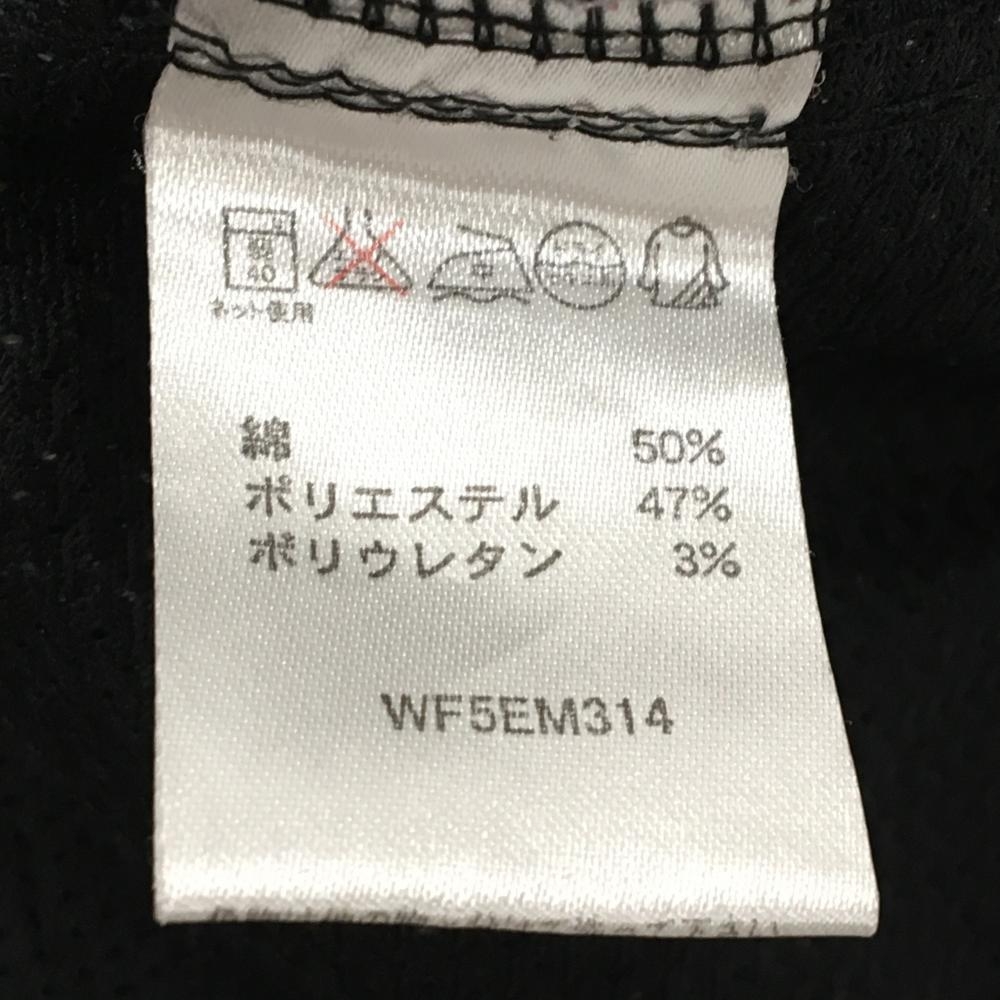 弱
40
ネット使用
綿 50%
ポリエステル 47%
ポリウレタン 3%
WF5EM314